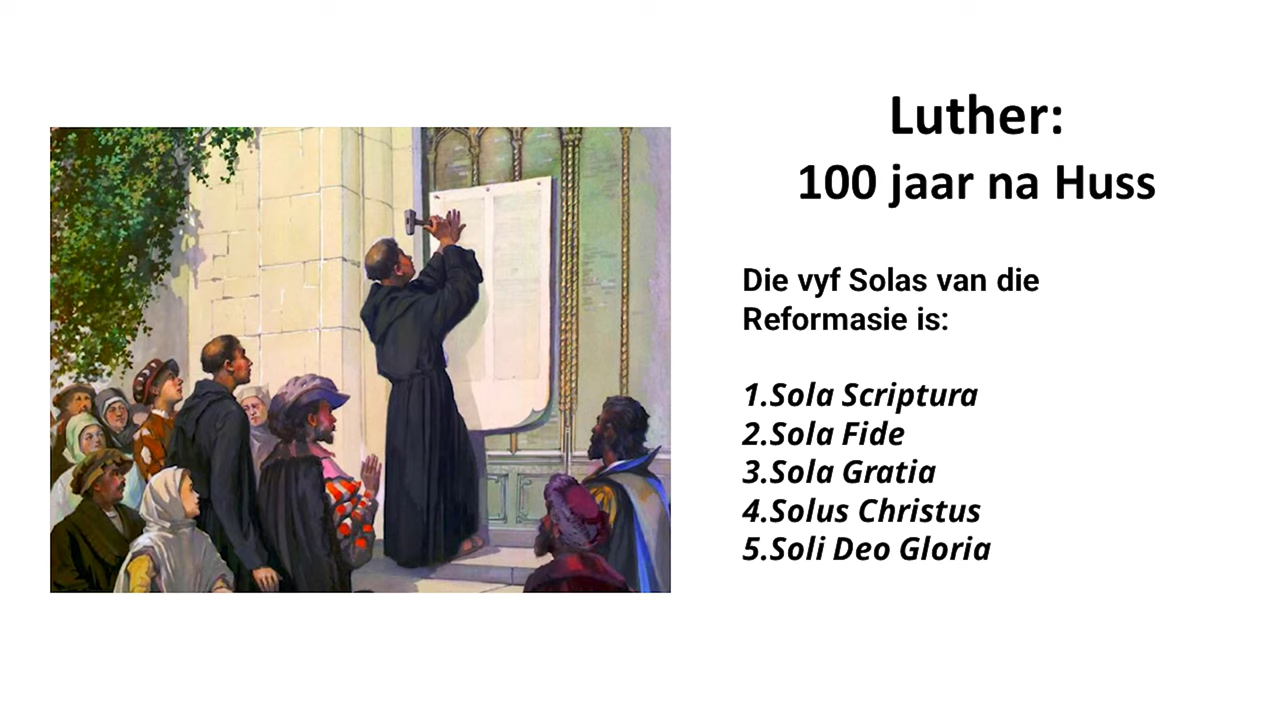 Luther:
100 jaar na Huss
Die vyf Solas van die
Reformasie is:
1.Sola Scriptura
2.Sola Fide
3.Sola Gratia
4.Solus Christus
5.Soli Deo Gloria